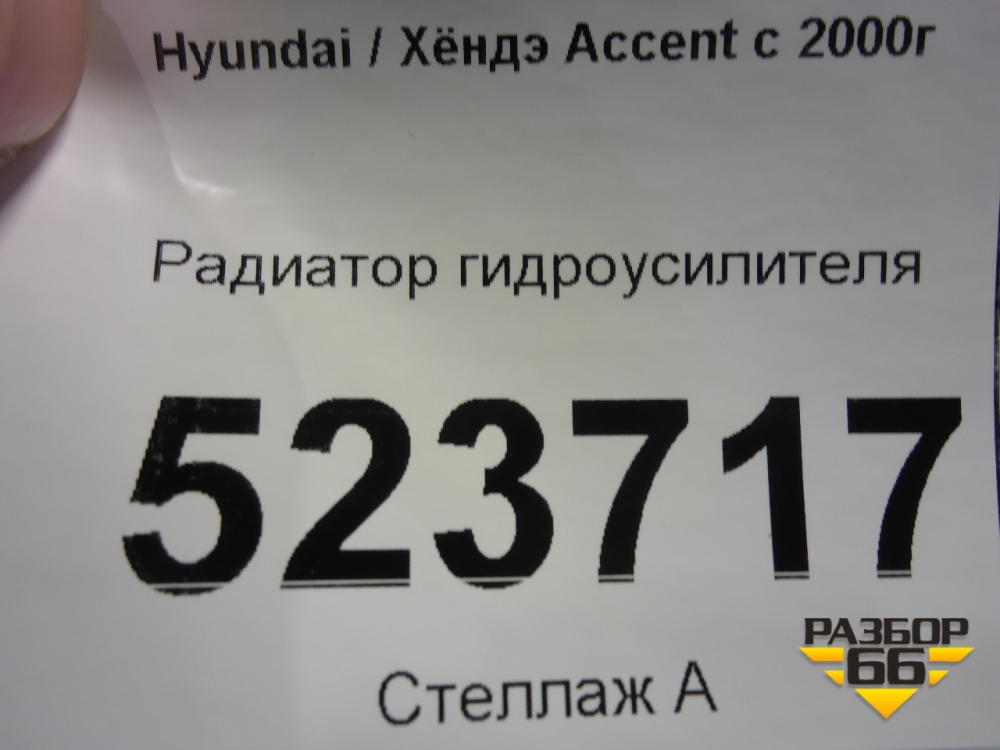 Hyundai / Хёндэ Accent с 2000г
Радиатор гидроусилителя
523717
Стеллаж А
РАЗБОР
66